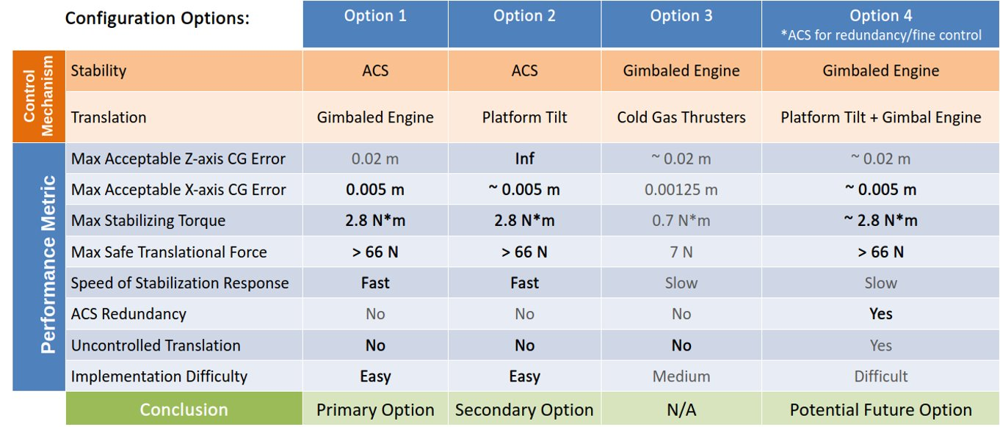 Configuration Options: Option 1 Option 2 Option 3 Option 4
*ACS for redundancy/fine control
Control Mechanism
Stability ACS ACS Gimbaled Engine Gimbaled Engine
Translation Gimbaled Engine Platform Tilt Cold Gas Thrusters Platform Tilt + Gimbal Engine
Performance Metric
Max Acceptable Z-axis CG Error 0.02 m Inf ~ 0.02 m ~ 0.02 m
Max Acceptable X-axis CG Error 0.005 m ~ 0.005 m 0.00125 m ~ 0.005 m
Max Stabilizing Torque 2.8 N*m 2.8 N*m 0.7 N*m ~ 2.8 N*m
Max Safe Translational Force > 66 N > 66 N 7 N > 66 N
Speed of Stabilization Response Fast Fast Slow Slow
ACS Redundancy No No No Yes
Uncontrolled Translation No No No Yes
Implementation Difficulty Easy Easy Medium Difficult
Conclusion Primary Option Secondary Option N/A Potential Future Option